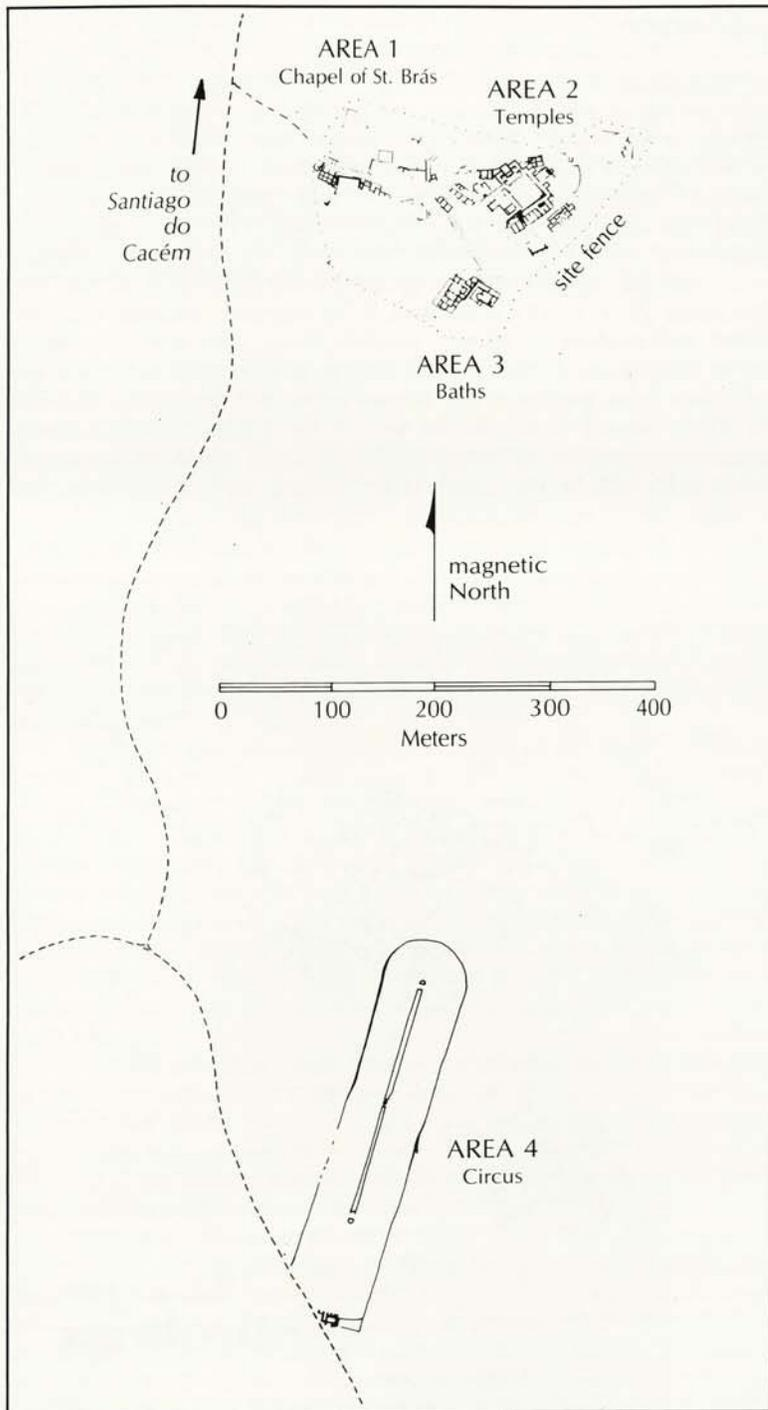 AREA 1
Chapel of St. Brás
AREA 2
Temples
to
Santiago
do
Cacém
site fence
AREA 3
Baths
magnetic
North
0 100 200 300 400
Meters
AREA 4
Circus